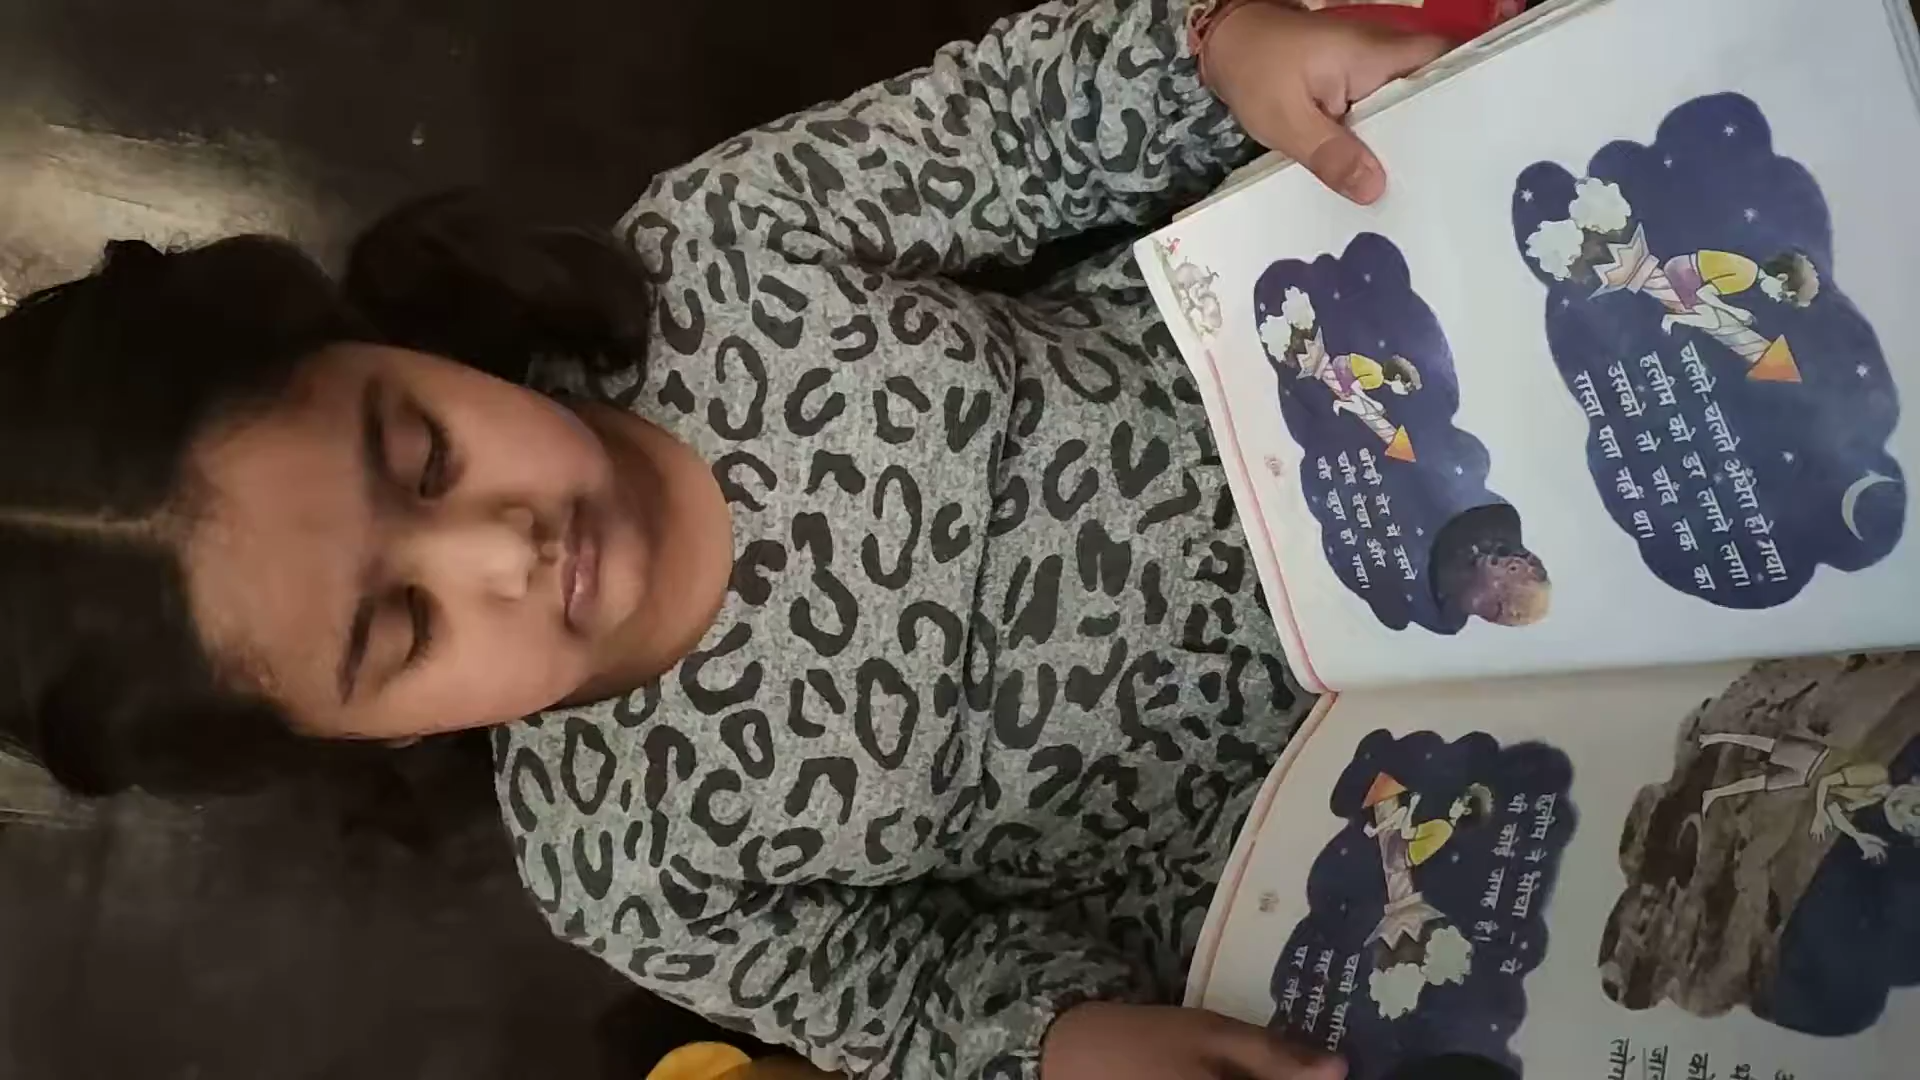 चलते-चलते अँधेरा हो गया।
हलीम को डर लगने लगा।
उसको तो चाँद तक का
रास्ता पता नहीं था।
थोड़ी देर में उसने
चाँद देखा और
वह खुश हो गया।
हलीम ने सोचा – ये
भी कोई जगह है।
चलो वापिस
यह रॉकेट
घर लौट